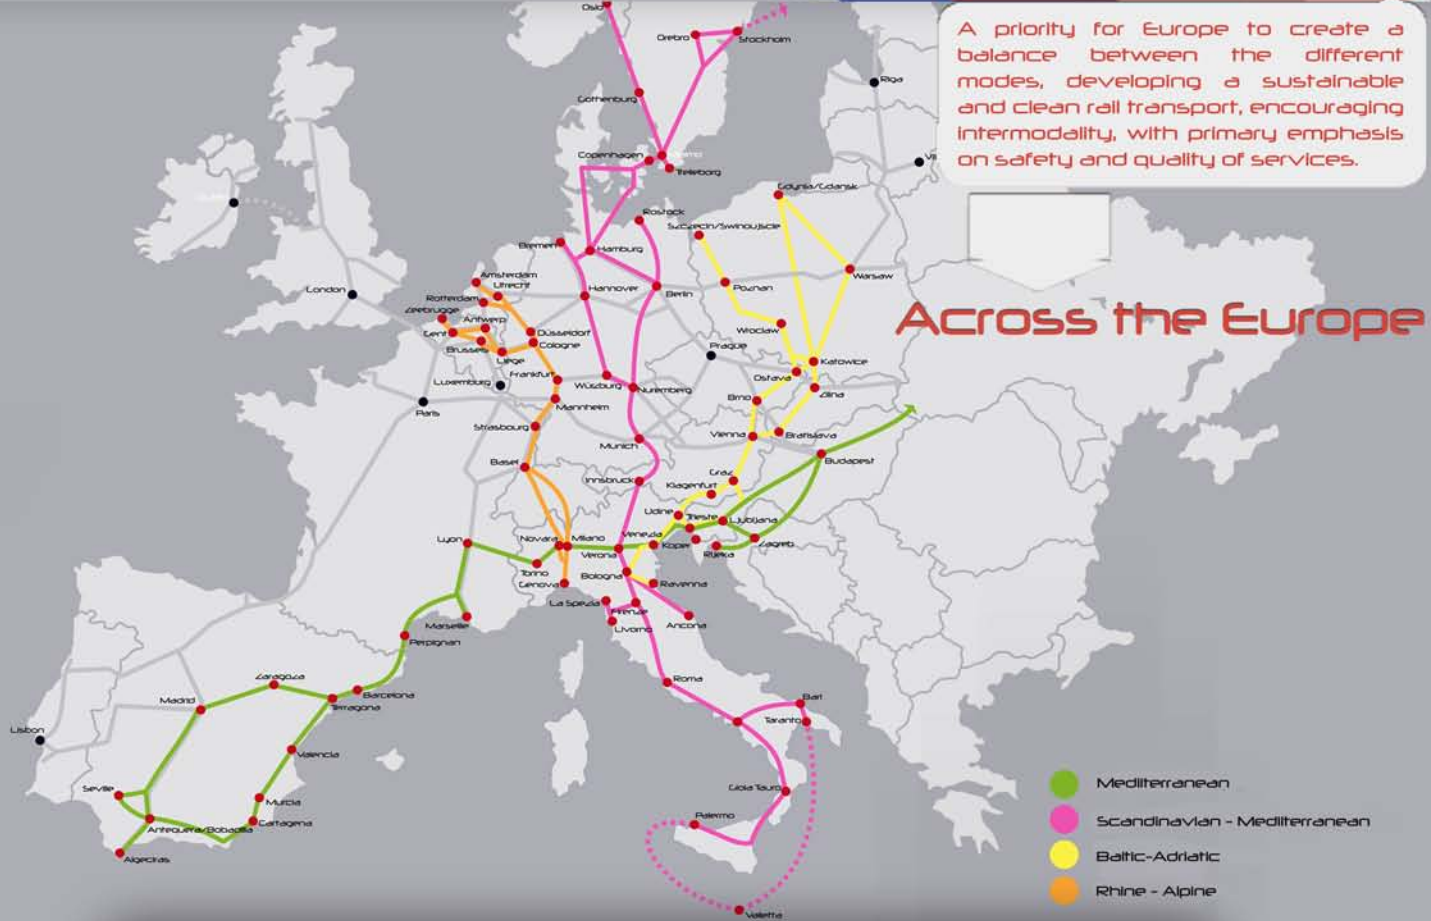 Oslo
Orebro
Stockholm
A priority for Europe to create a
balance between the different
modes, developing a sustainable
and clean rail transport, encouraging
intermodality, with primary emphasis
on safety and quality of services.
Riga
Gothenburg
Copenhagen
Trelleborg
Gdynia/Gdansk
Rostock
Szczecin/Swinoujscie
Bremen
Hamburg
Warsaw
Amsterdam
Utrecht
London
Rotterdam
Hannover
Berlin
Poznan
Across the Europe
Zeebrugge
Antwerp
Gent
Düsseldorf
Wroclaw
Brussels
Cologne
Prague
Liège
Katowice
Frankfurt
Luxemburg
Würzburg
Nuremberg
Ostava
Zilina
Paris
Mannheim
Brno
Strasbourg
Munich
Vienna
Bratislava
Basel
Budapest
Innsbruck
Graz
Klagenfurt
Udine
Trieste
Ljubljana
Lyon
Novara
Milano
Venezia
Verona
Koper
Rijeka
Zagreb
Torino
Genova
Bologna
Ravenna
La Spezia
Firenze
Livorno
Ancona
Marseille
Perpignan
Zaragoza
Roma
Barcelona
Madrid
Terragona
Bari
Taranto
Lisbon
Valencia
Seville
Gioia Tauro
Murcia
Palermo
Antequera/Bobadilla
Cartagena
Algeciras
Valletta
Mediterranean
Scandinavian - Mediterranean
Baltic-Adriatic
Rhine - Alpine